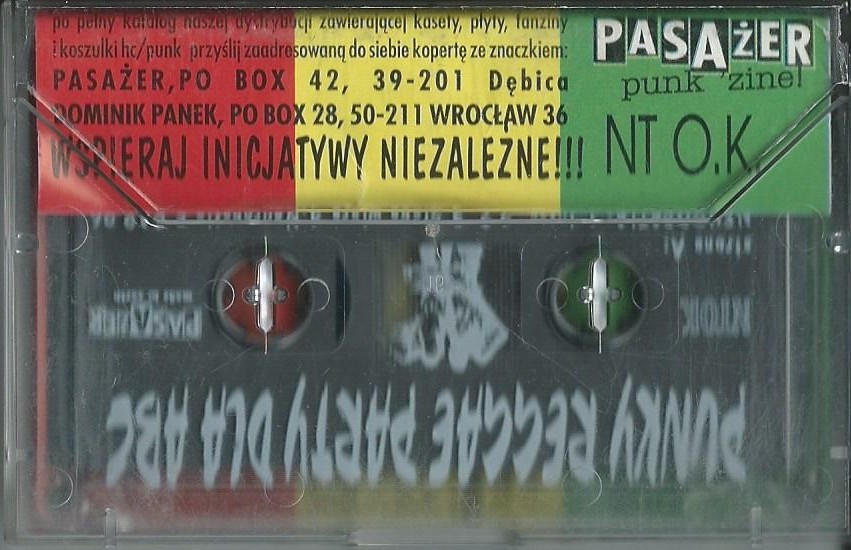 po pełny katalog naszej dystrybucji zawierającej kasety, płyty, fanziny
i koszulki hc/punk przyślij zaadresowaną do siebie kopertę ze znaczkiem:
PASAŻER, PO BOX 42, 39-201 Dębica
DOMINIK PANEK, PO BOX 28, 50-211 WROCŁAW 36
WSPIERAJ INICJATYWY NIEZALEZNE!!!
PASAŻER
punk 'zine!
NT O.K.
strona A:
NTOK
PASAŻER
PUNKY REGGAE PARTY DLA ABC